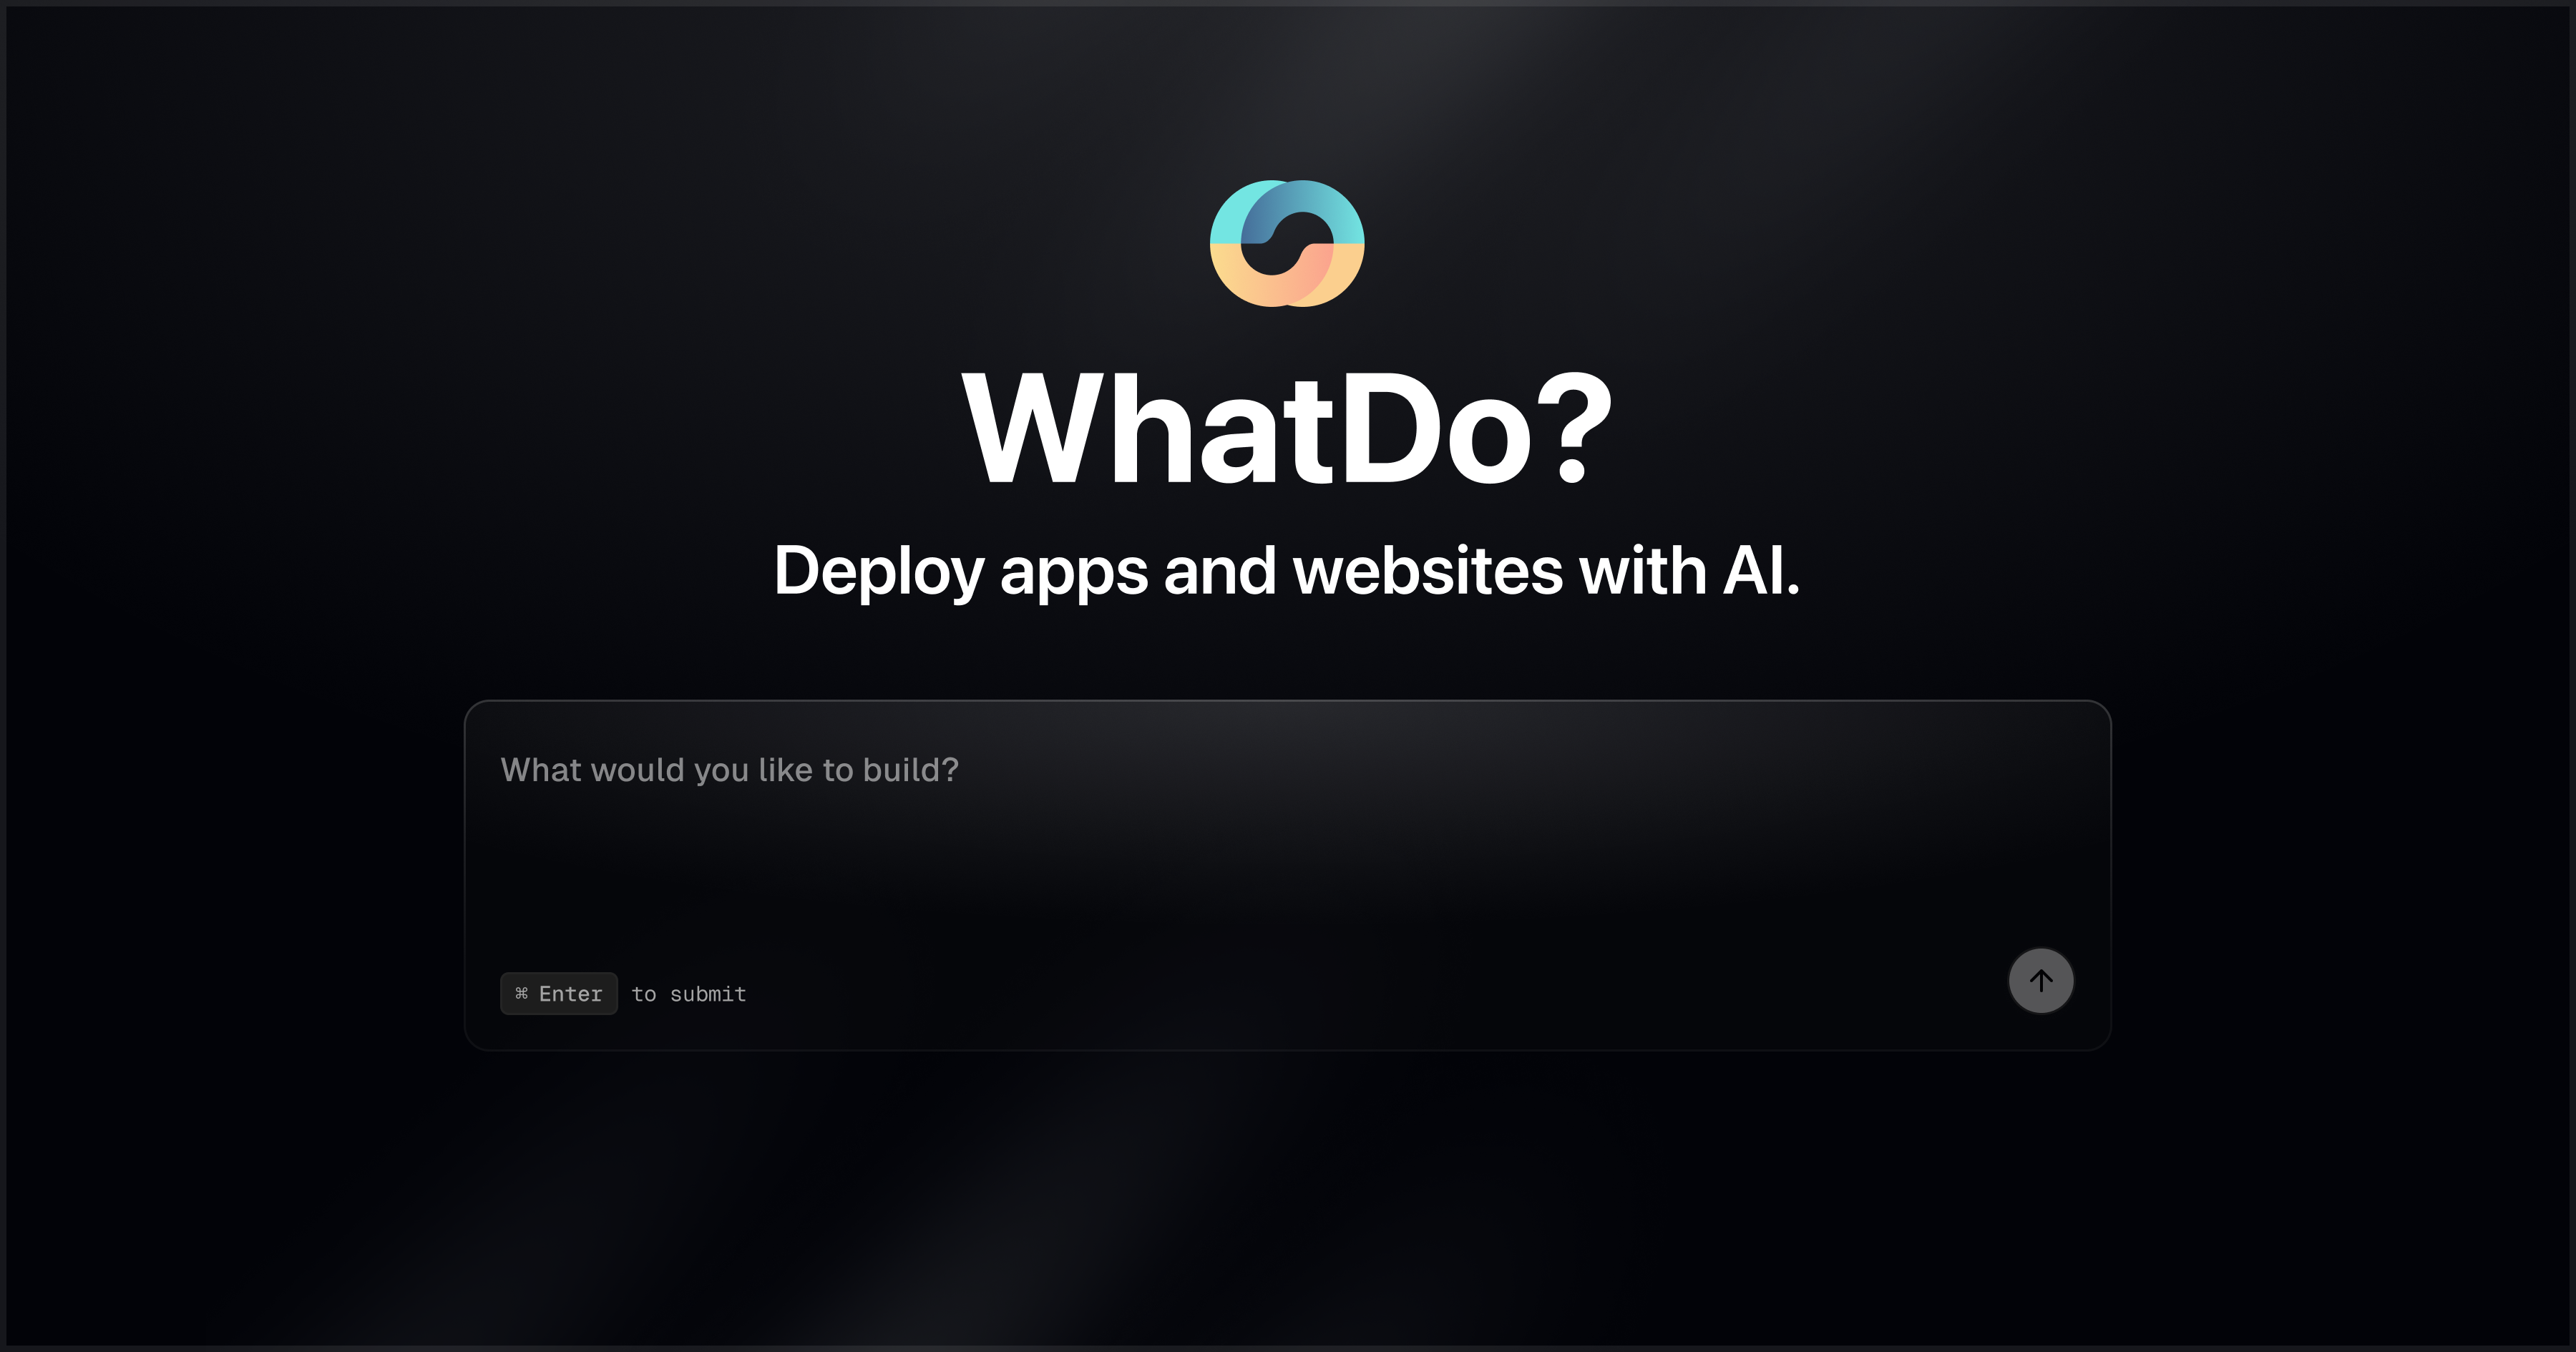 WhatDo?
Deploy apps and websites with AI.
What would you like to build?
⌘ Enter to submit